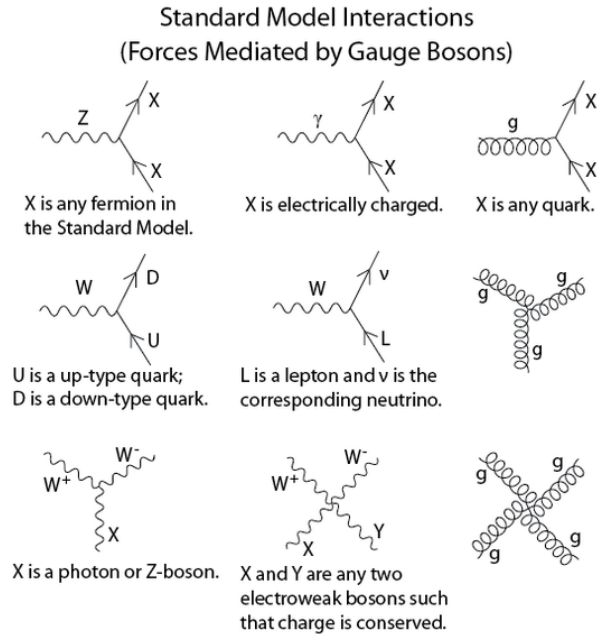 Standard Model Interactions
(Forces Mediated by Gauge Bosons)
Z
X
X
X is any fermion in
the Standard Model.
γ
X
X
X is electrically charged.
g
X
X
X is any quark.
W
D
U
U is a up-type quark;
D is a down-type quark.
W
ν
L
L is a lepton and ν is the
corresponding neutrino.
g
g
g
W+
W-
X
X is a photon or Z-boson.
W+
W-
X
Y
X and Y are any two
electroweak bosons such
that charge is conserved.
g
g
g
g